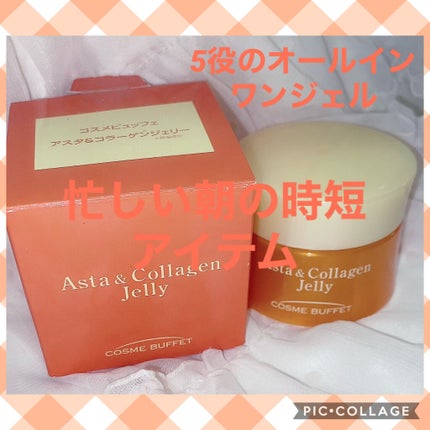 5役のオールイン
ワンジェル
コスメビュッフェ
アスタ&コラーゲンジェリー
忙しい朝の時短
アイテム
Asta & Collagen
Jelly
COSME BUFFET
Asta & Collagen
Jelly
COSME BUFFET
PIC•COLLAGE